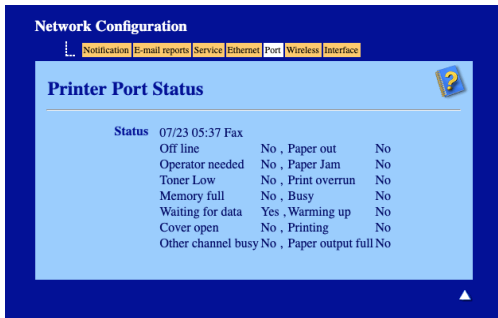 Network Configuration
Notification E-mail reports Service Ethernet Port Wireless Interface
Printer Port Status
Status 07/23 05:37 Fax
Off line No , Paper out No
Operator needed No , Paper Jam No
Toner Low No , Print overrun No
Memory full No , Busy No
Waiting for data Yes , Warming up No
Cover open No , Printing No
Other channel busy No , Paper output full No